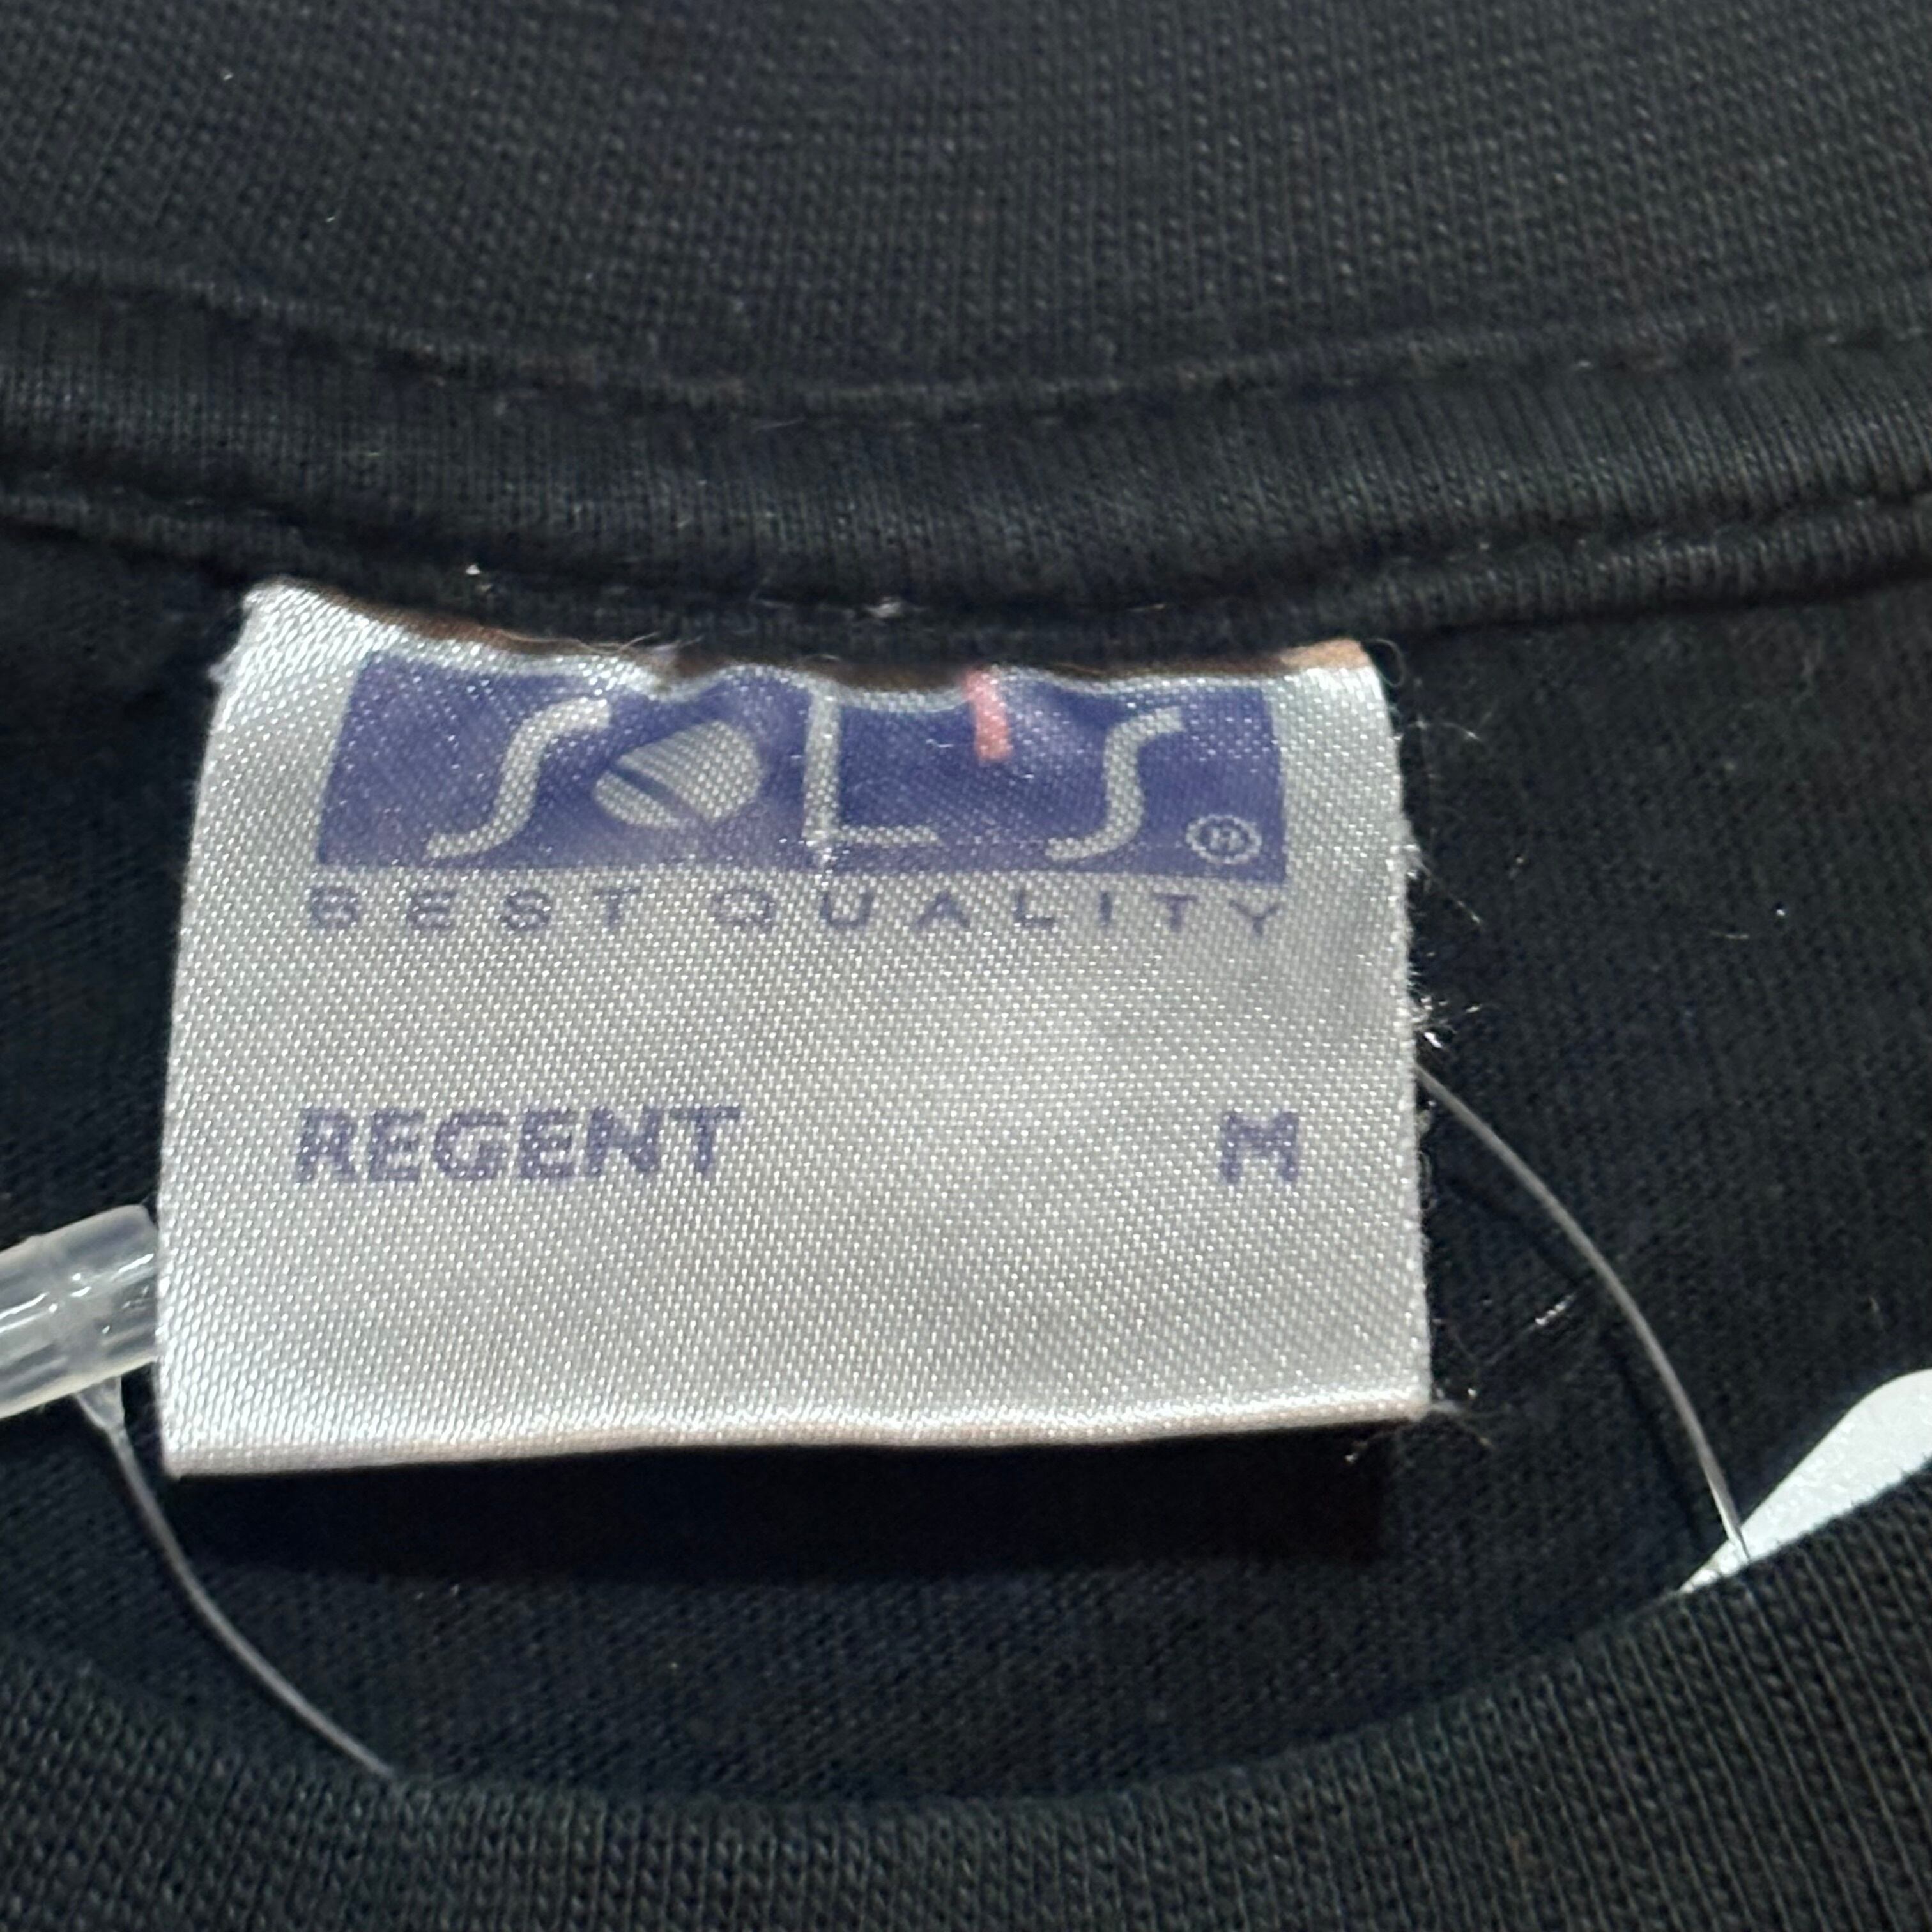 SOL'S®
BEST QUALITY
REGENT M